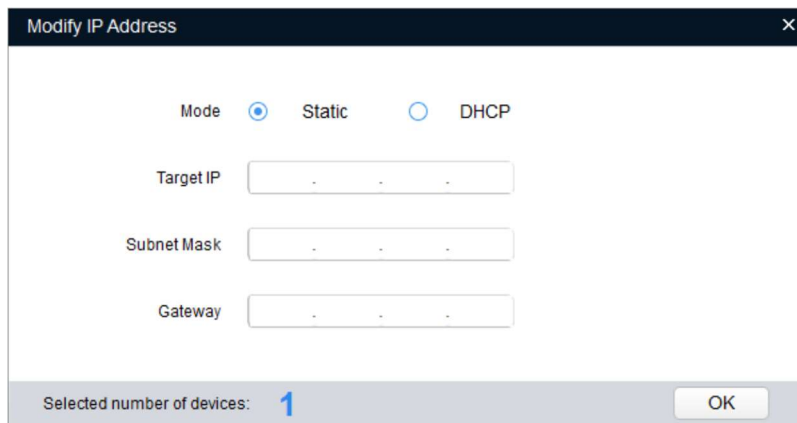 Modify IP Address ×
Mode Static DHCP
Target IP . . .
Subnet Mask . . .
Gateway . . .
Selected number of devices: 1 OK